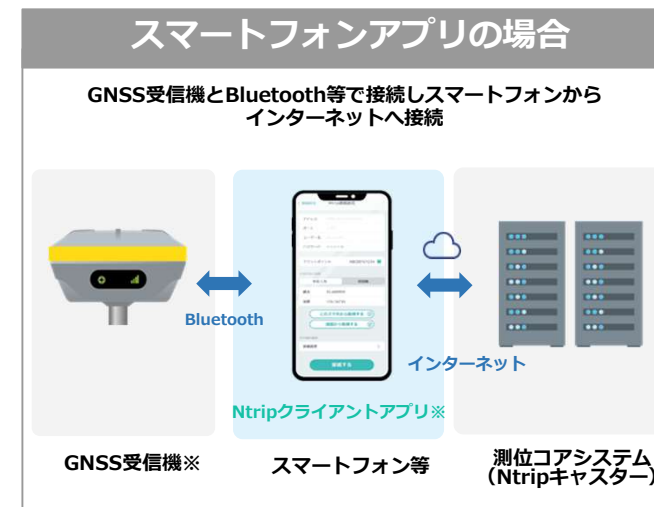 スマートフォンアプリの場合
GNSS受信機とBluetooth等で接続しスマートフォンから
インターネットへ接続
Bluetooth
インターネット
Ntripクライアントアプリ※
GNSS受信機※
スマートフォン等
測位コアシステム
（Ntripキャスター）
接続する